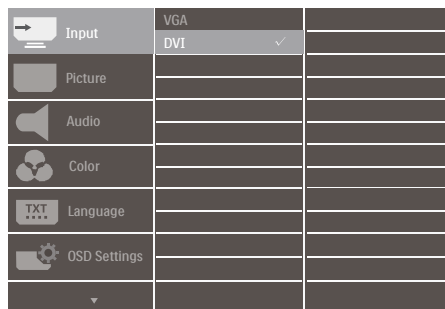 Input
VGA
DVI ✓
Picture
Audio
Color
TXT
Language
OSD Settings